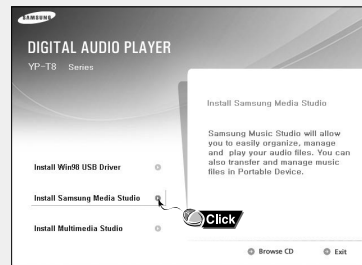 SAMSUNG
DIGITAL AUDIO PLAYER
YP-T8 Series
Install Samsung Media Studio
Samsung Music Studio will allow
you to easily organize, manage
and play your audio files. You can
also transfer and manage music
files in Portable Device.
Install Win98 USB Driver
Install Samsung Media Studio
Click
Install Multimedia Studio
Browse CD
Exit